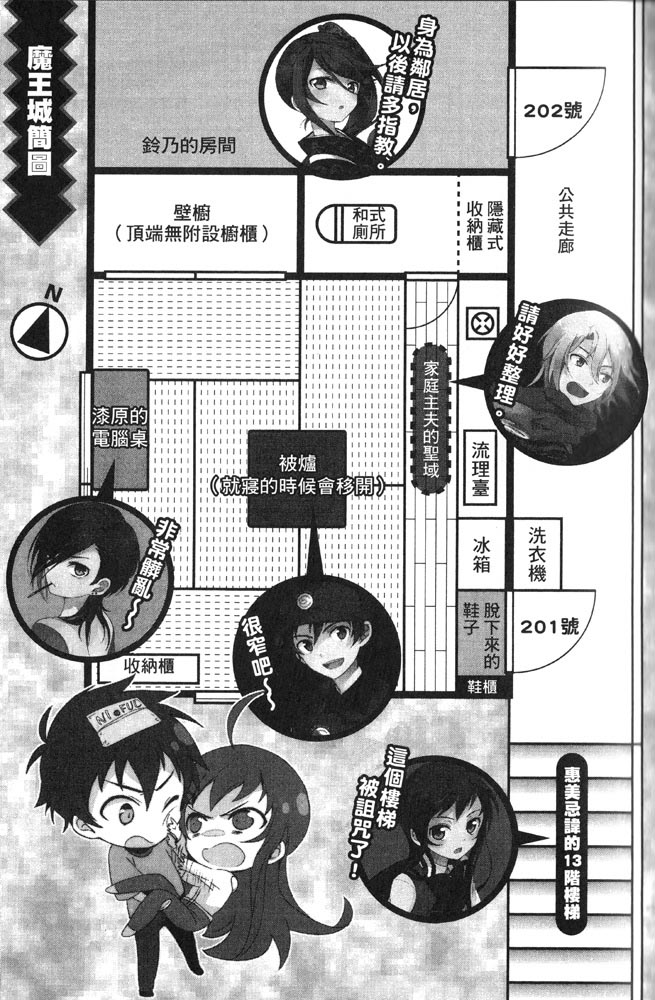 魔王城簡圖
身為鄰居，
以後請多指教。
鈴乃的房間
202號
公共走廊
壁櫥
（頂端無附設櫥櫃）
和式
廁所
隱藏式
收納櫃
N
請好好整理。
家庭主夫的聖域
漆原的
電腦桌
被爐
（就寢的時候會移開）
流理臺
非常髒亂～
冰箱
洗衣機
很窄吧～
脫下來的
鞋子
201號
收納櫃
鞋櫃
這個樓梯
被詛咒了！
惠美忌諱的13階樓梯